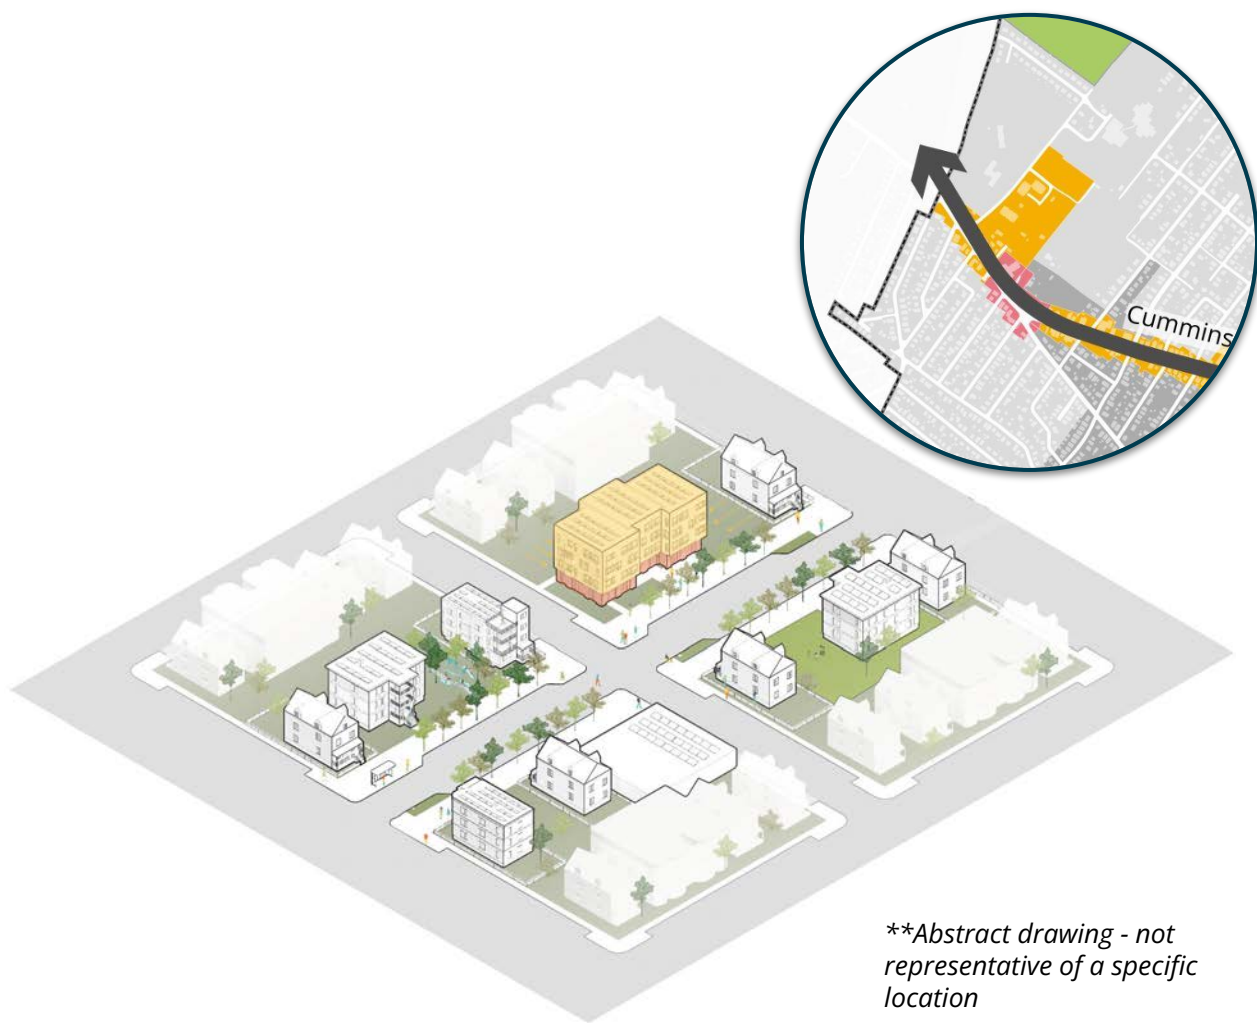 Cummins
**Abstract drawing - not
representative of a specific
location